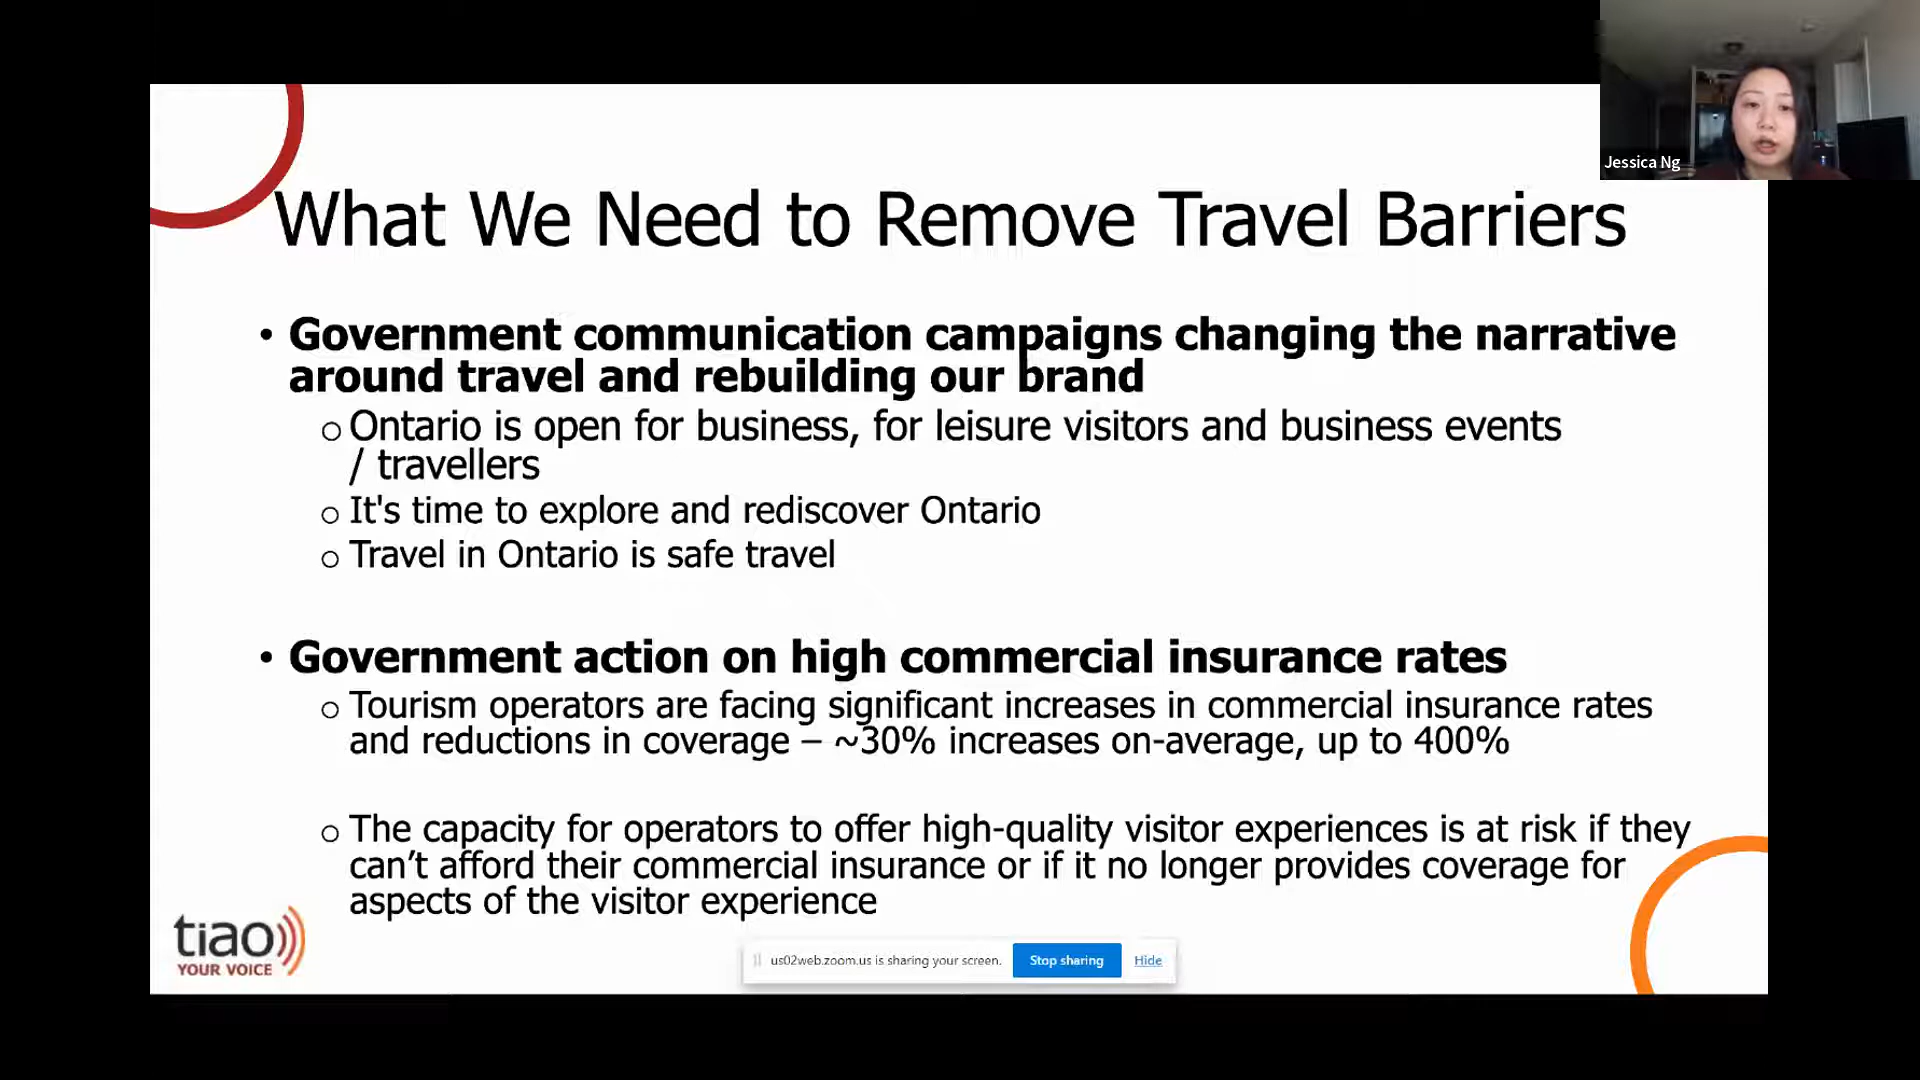 Jessica Ng
What We Need to Remove Travel Barriers
• Government communication campaigns changing the narrative
around travel and rebuilding our brand
o Ontario is open for business, for leisure visitors and business events
/ travellers
o It's time to explore and rediscover Ontario
o Travel in Ontario is safe travel
• Government action on high commercial insurance rates
o Tourism operators are facing significant increases in commercial insurance rates
and reductions in coverage – ~30% increases on-average, up to 400%
o The capacity for operators to offer high-quality visitor experiences is at risk if they
can’t afford their commercial insurance or if it no longer provides coverage for
aspects of the visitor experience
tiao
YOUR VOICE
us02web.zoom.us is sharing your screen. Stop sharing Hide